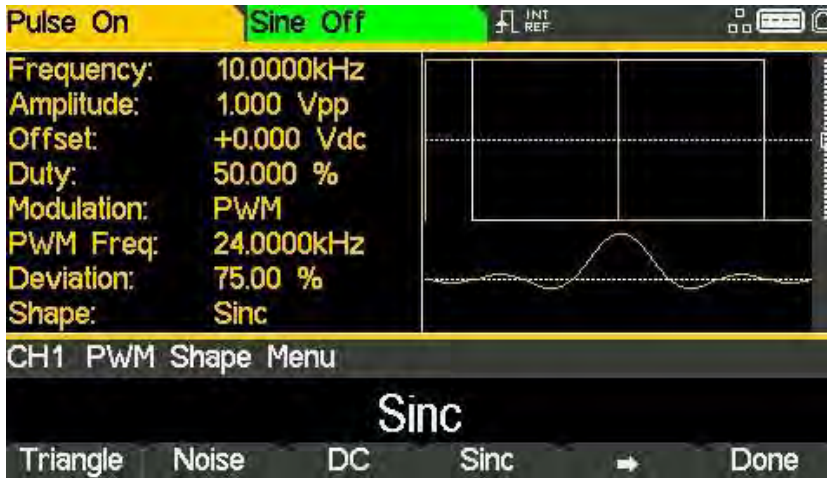 Pulse On Sine Off INT
REF
Frequency: 10.0000kHz
Amplitude: 1.000 Vpp
Offset: +0.000 Vdc
Duty: 50.000 %
Modulation: PWM
PWM Freq: 24.0000kHz
Deviation: 75.00 %
Shape: Sinc
CH1 PWM Shape Menu
Sinc
Triangle Noise DC Sinc ➡ Done